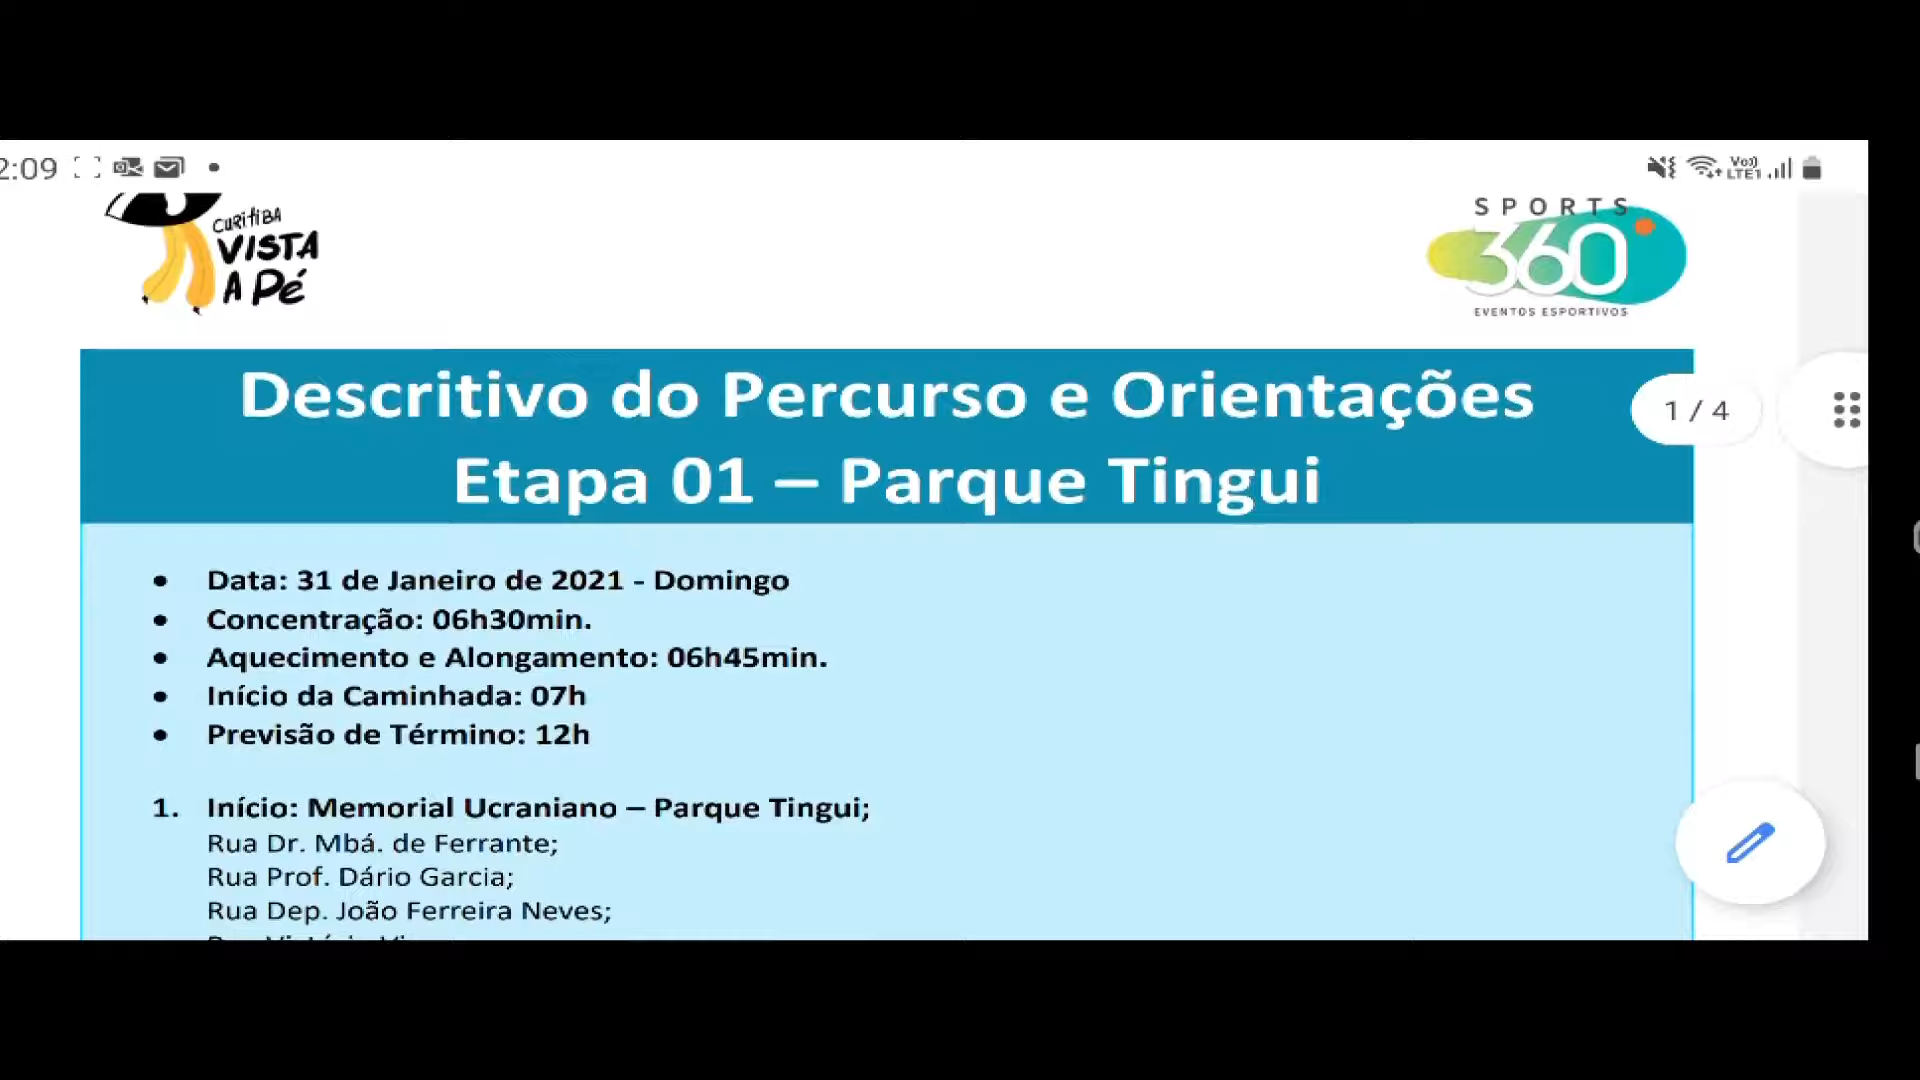 2:09
Vo)) LTE1
CURITIBA
VISTA
A PÉ
SPORTS
360
EVENTOS ESPORTIVOS
Descritivo do Percurso e Orientações
Etapa 01 – Parque Tingui
1 / 4
• Data: 31 de Janeiro de 2021 - Domingo
• Concentração: 06h30min.
• Aquecimento e Alongamento: 06h45min.
• Início da Caminhada: 07h
• Previsão de Término: 12h
1. Início: Memorial Ucraniano – Parque Tingui;
Rua Dr. Mbá. de Ferrante;
Rua Prof. Dário Garcia;
Rua Dep. João Ferreira Neves;